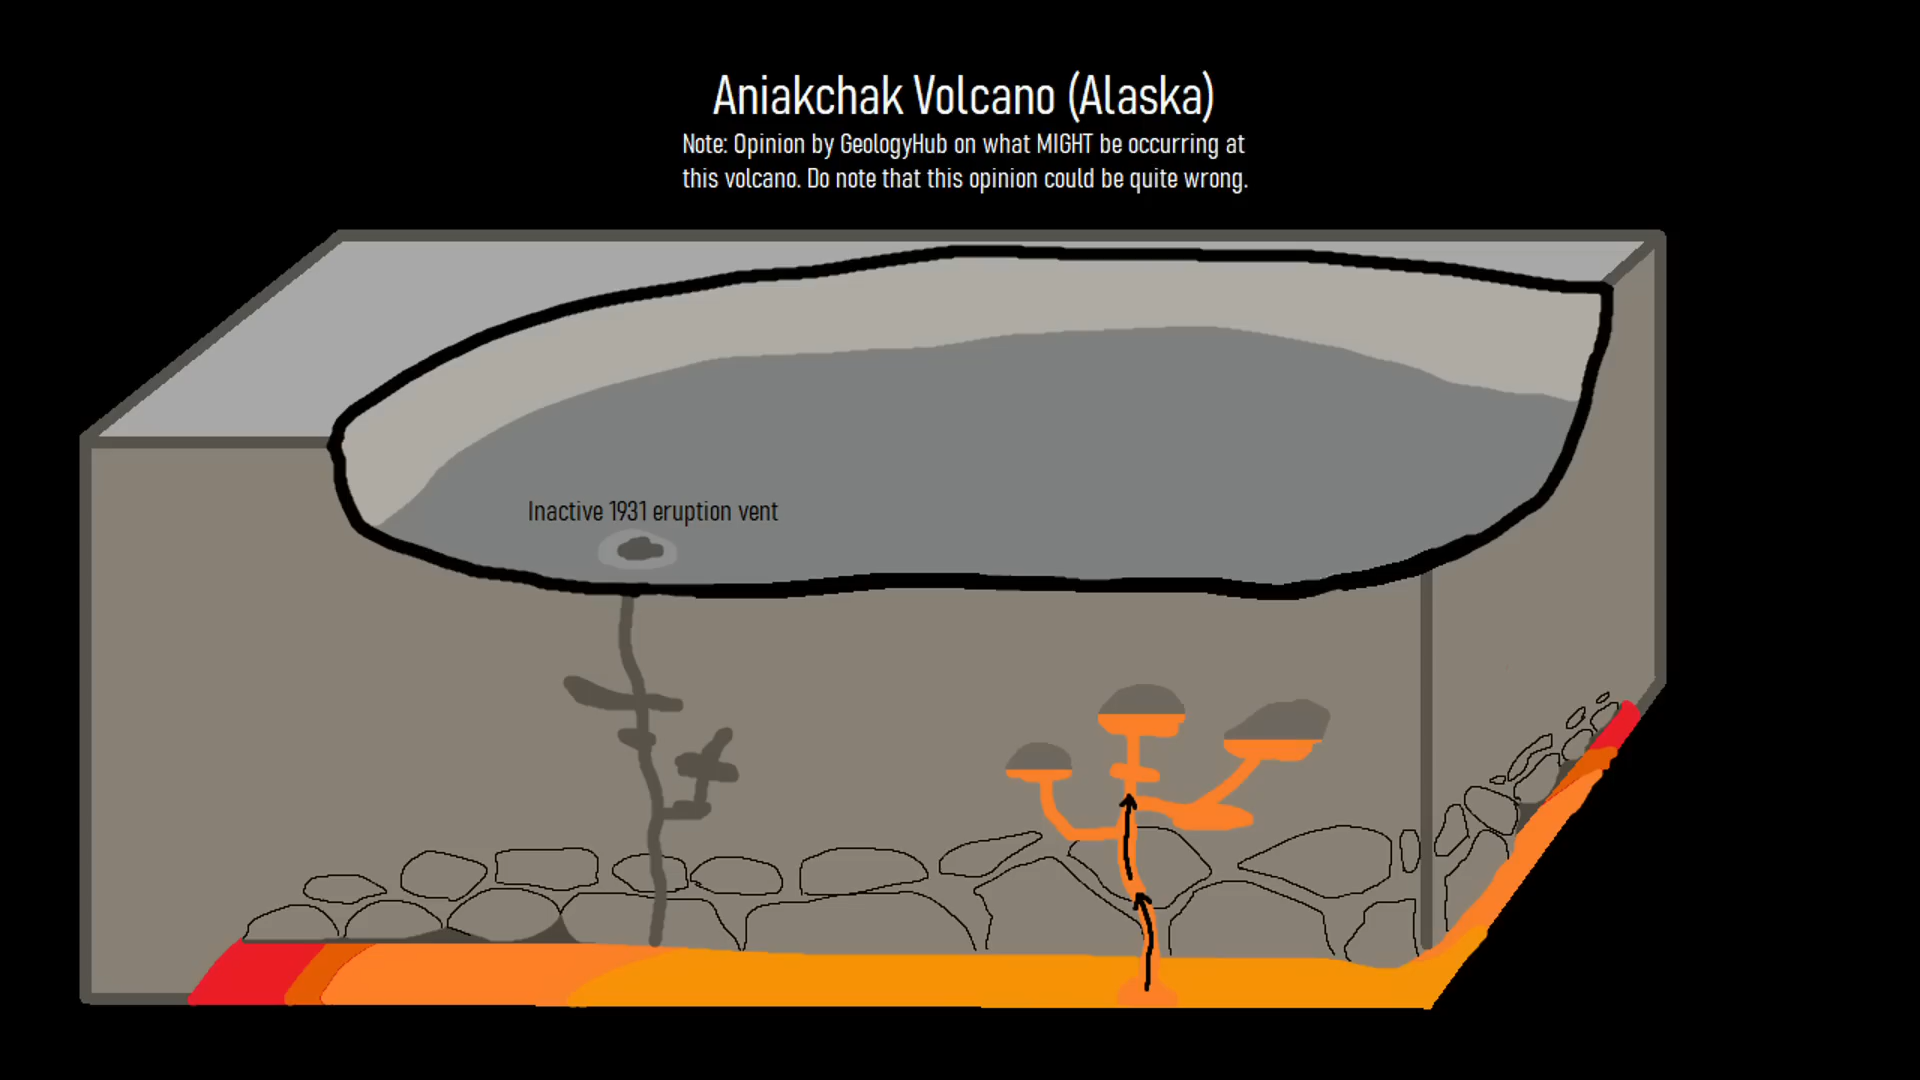 Aniakchak Volcano (Alaska)
Note: Opinion by GeologyHub on what MIGHT be occurring at
this volcano. Do note that this opinion could be quite wrong.
Inactive 1931 eruption vent